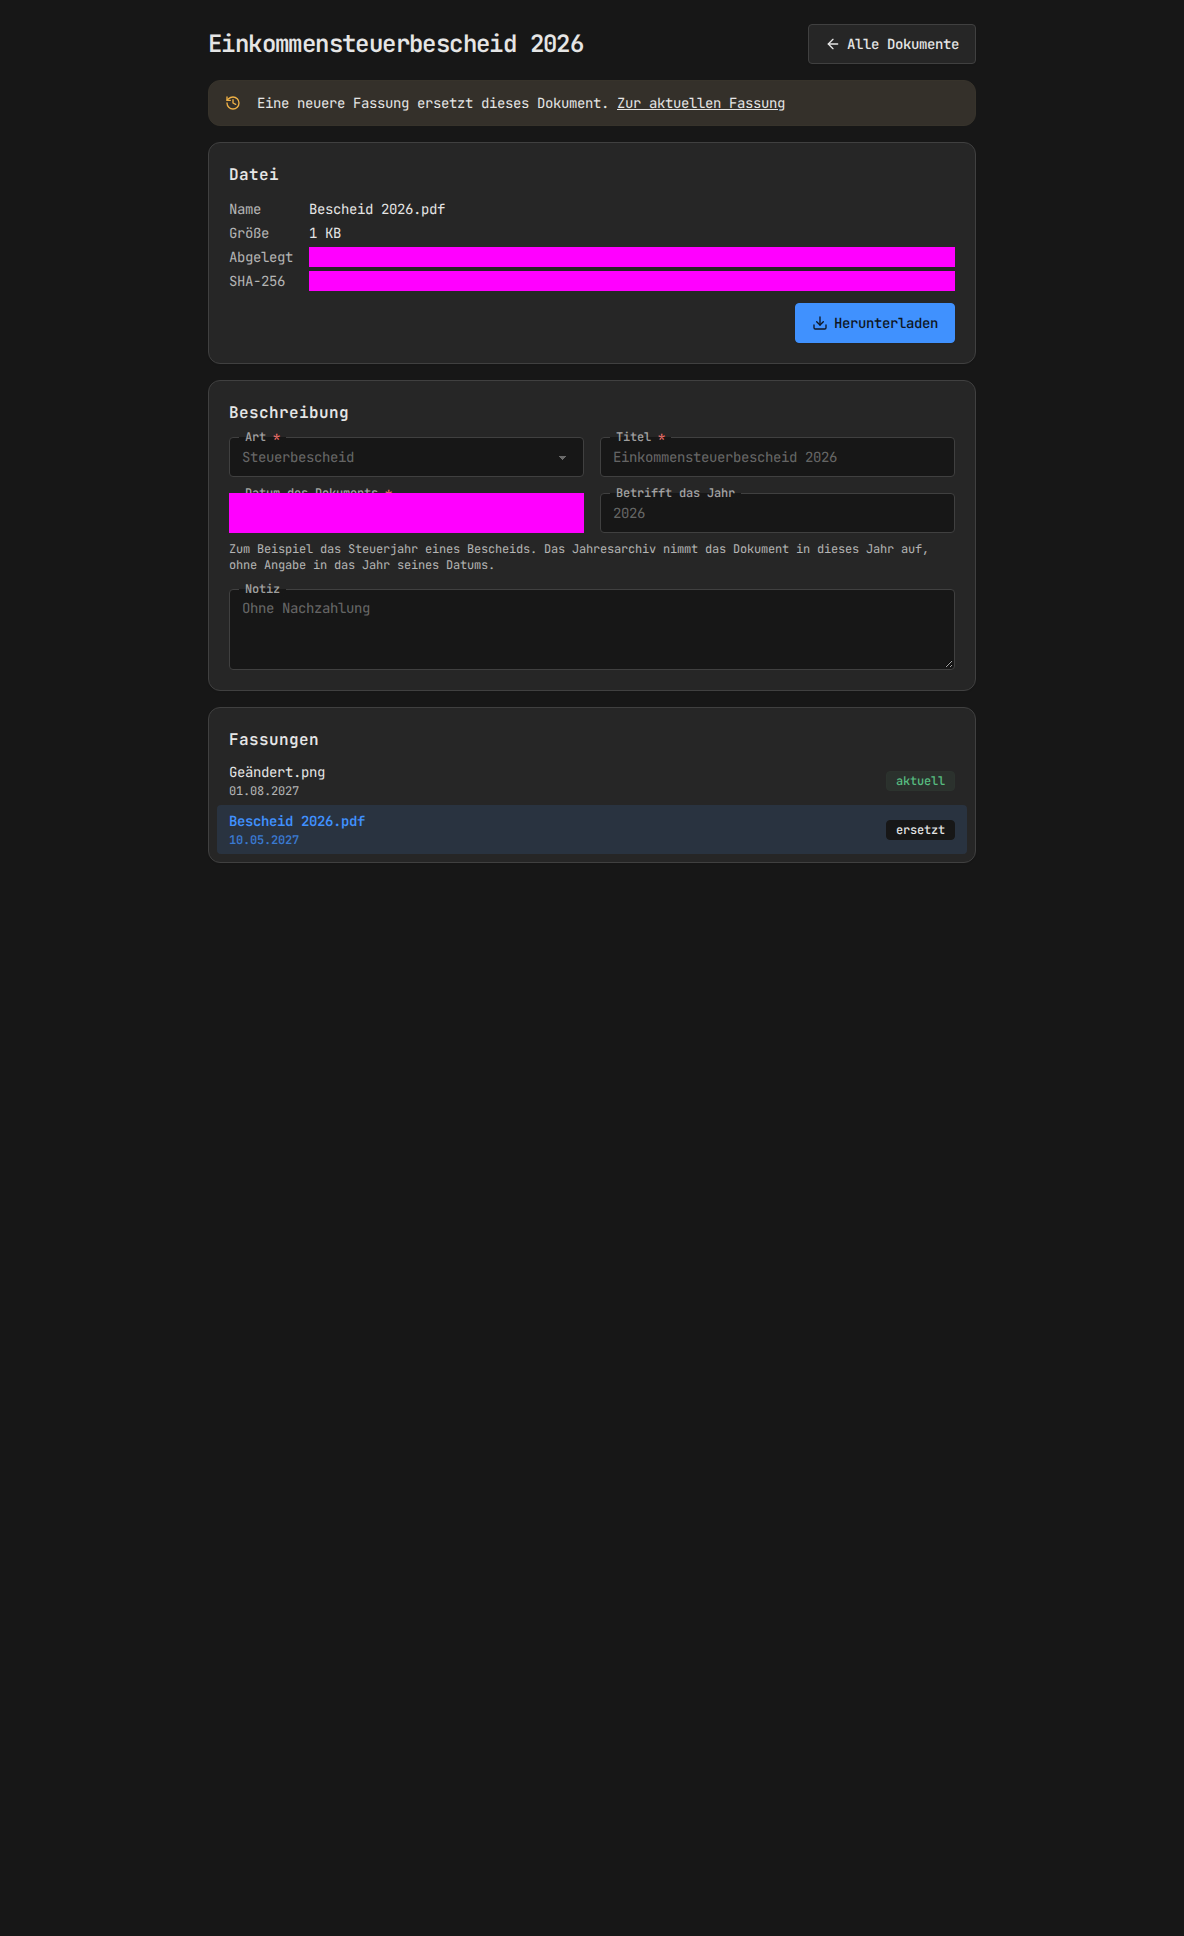 Einkommensteuerbescheid 2026
Alle Dokumente
Eine neuere Fassung ersetzt dieses Dokument. Zur aktuellen Fassung
Datei
Name Bescheid 2026.pdf
Größe 1 KB
Abgelegt
SHA-256
Herunterladen
Beschreibung
Art *
Steuerbescheid
Titel *
Einkommensteuerbescheid 2026
Datum des Dokuments *
Betrifft das Jahr
2026
Zum Beispiel das Steuerjahr eines Bescheids. Das Jahresarchiv nimmt das Dokument in dieses Jahr auf,
ohne Angabe in das Jahr seines Datums.
Notiz
Ohne Nachzahlung
Fassungen
Geändert.png
01.08.2027
aktuell
Bescheid 2026.pdf
10.05.2027
ersetzt